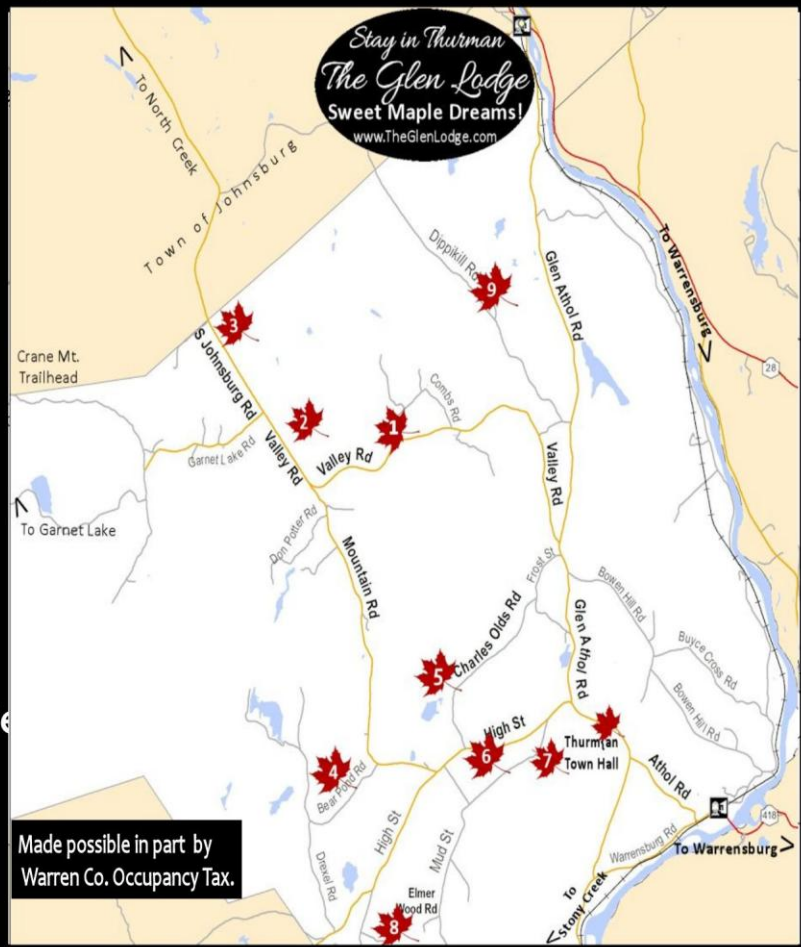 Stay in Thurman
The Glen Lodge
Sweet Maple Dreams!
www.TheGlenLodge.com
To North Creek
Town of Johnsburg
Dippikill Rd
9
Glen Athol Rd
To Warrensburg
28
3
S Johnsburg Rd
Crane Mt.
Trailhead
2
1
Combs Rd
Garnet Lake Rd
Valley Rd
Valley Rd
Valley Rd
To Garnet Lake
Don Potter Rd
Mountain Rd
Frost St
Bowen Hill Rd
Charles Olds Rd
Glen Athol Rd
Buyce Cross Rd
5
Bowen Hill Rd
High St
6
7
Thurman
Town Hall
Athol Rd
4
Bear Pond Rd
High St
Mud St
Warrensburg Rd
418
To Warrensburg
Made possible in part by
Warren Co. Occupancy Tax.
Drexel Rd
Elmer
Wood Rd
8
To
Stony Creek